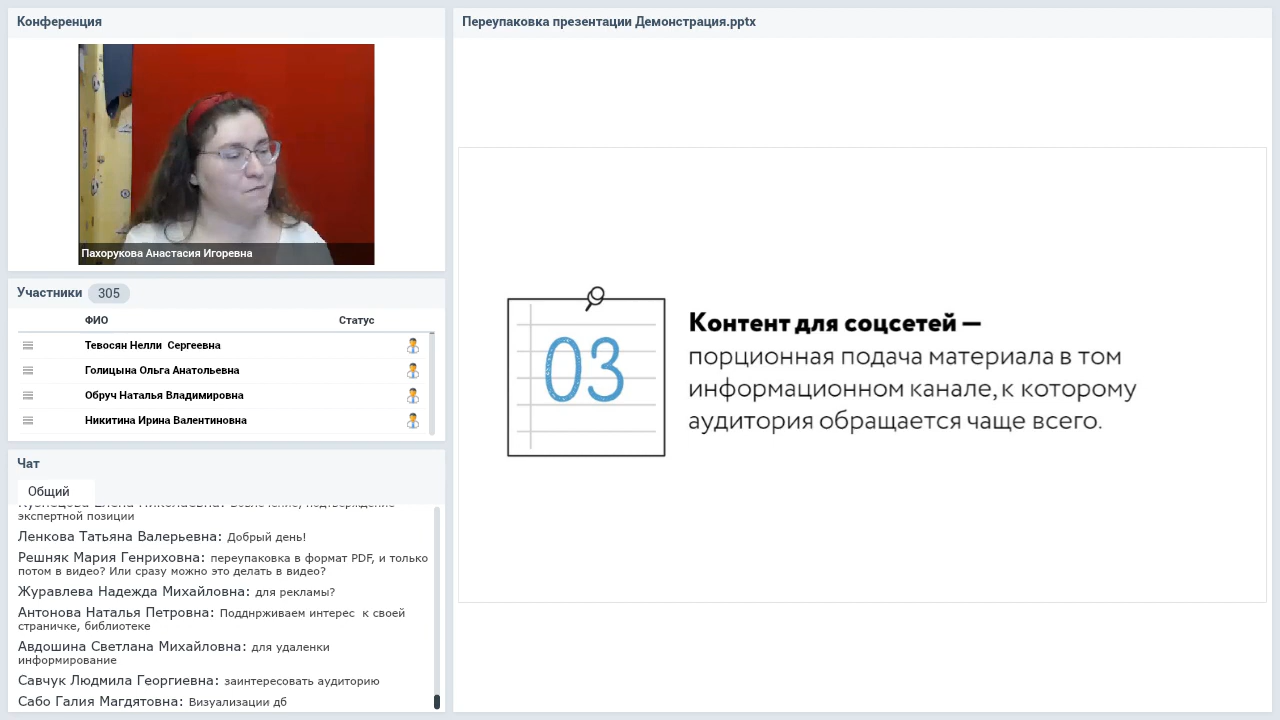 Конференция
Пахорукова Анастасия Игоревна
Участники 305
ФИО Статус
Тевосян Нелли  Сергеевна
Голицына Ольга Анатольевна
Обруч Наталья Владимировна
Никитина Ирина Валентиновна
Чат
Общий
экспертной позиции
Ленкова Татьяна Валерьевна: Добрый день!
Решняк Мария Генриховна: переупаковка в формат PDF, и только
потом в видео? Или сразу можно это делать в видео?
Журавлева Надежда Михайловна: для рекламы?
Антонова Наталья Петровна: Подднрживаем интерес  к своей
страничке, библиотеке
Авдошина Светлана Михайловна: для удаленки
информирование
Савчук Людмила Георгиевна: заинтересовать аудиторию
Сабо Галия Магдятовна: Визуализации дб
Переупаковка презентации Демонстрация.pptx
03
Контент для соцсетей —
порционная подача материала в том
информационном канале, к которому
аудитория обращается чаще всего.